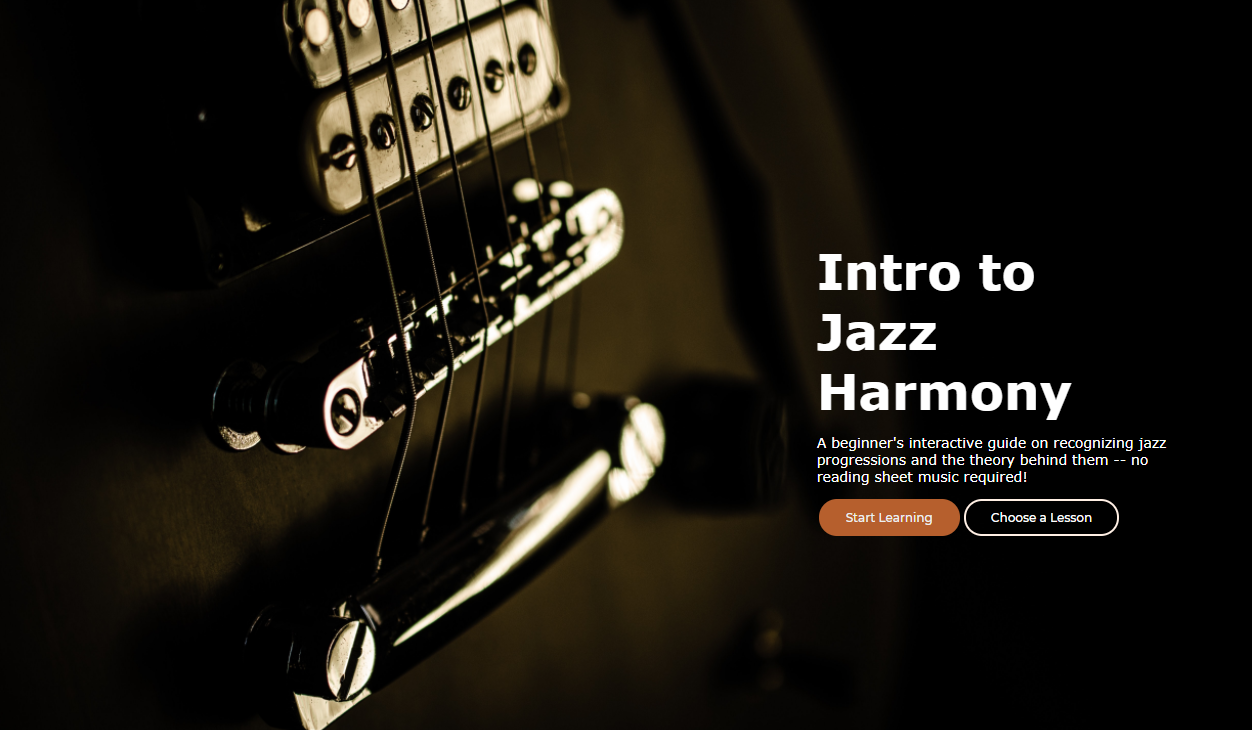 Intro to
Jazz
Harmony
A beginner's interactive guide on recognizing jazz
progressions and the theory behind them -- no
reading sheet music required!
Start Learning
Choose a Lesson